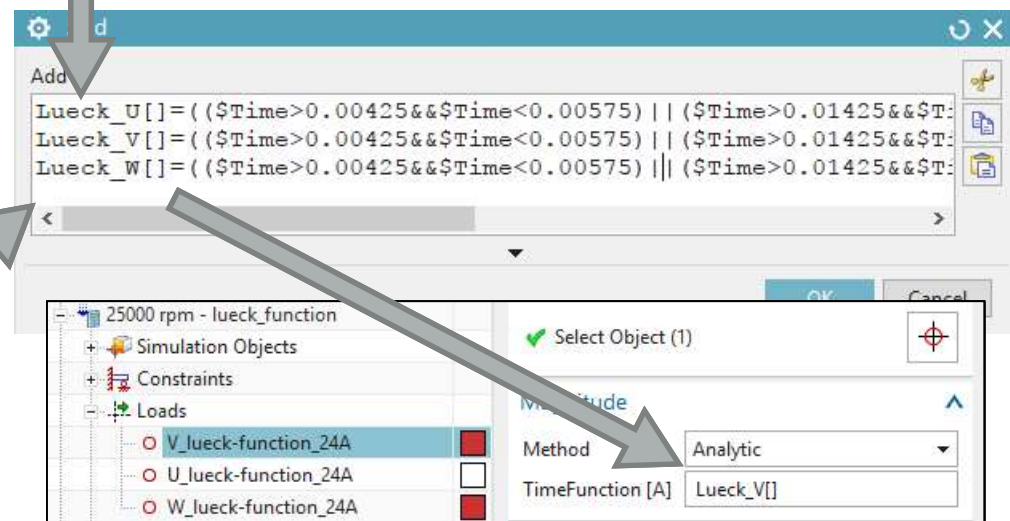 d
Add
Lueck_U[]=(($Time>0.00425&&$Time<0.00575)||($Time>0.01425&&$T
Lueck_V[]=(($Time>0.00425&&$Time<0.00575)||($Time>0.01425&&$T
Lueck_W[]=(($Time>0.00425&&$Time<0.00575)||($Time>0.01425&&$T
OK Cancel
25000 rpm - lueck_function
Simulation Objects
Constraints
Loads
V_lueck-function_24A
U_lueck-function_24A
W_lueck-function_24A
Select Object (1)
Magnitude
Method Analytic
TimeFunction [A] Lueck_V[]